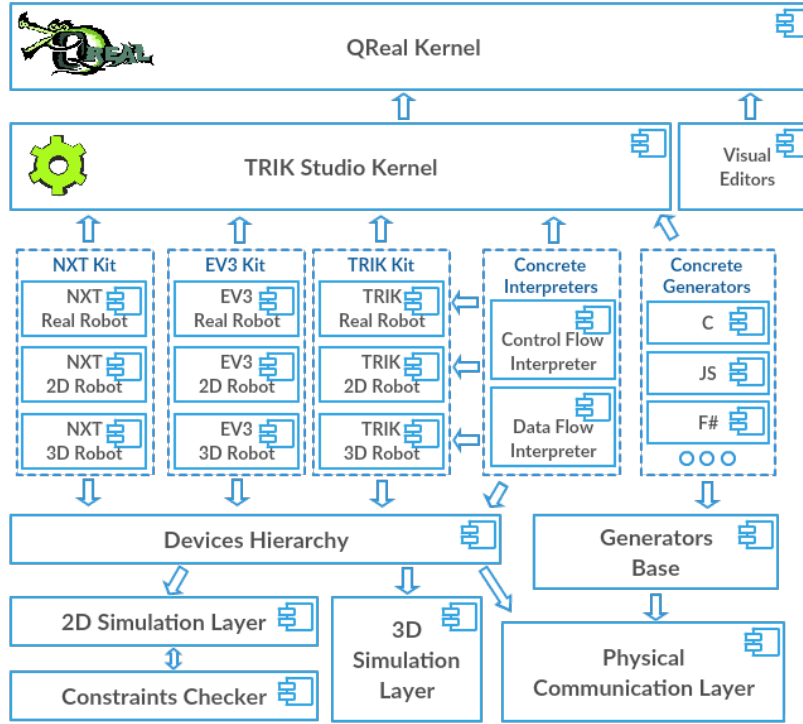 QREAL
QReal Kernel
TRIK Studio Kernel
Visual
Editors
NXT Kit
NXT
Real Robot
NXT
2D Robot
NXT
3D Robot
EV3 Kit
EV3
Real Robot
EV3
2D Robot
EV3
3D Robot
TRIK Kit
TRIK
Real Robot
TRIK
2D Robot
TRIK
3D Robot
Concrete
Interpreters
Control Flow
Interpreter
Data Flow
Interpreter
Concrete
Generators
C
JS
F#
Devices Hierarchy
Generators
Base
2D Simulation Layer
3D
Simulation
Layer
Physical
Communication Layer
Constraints Checker